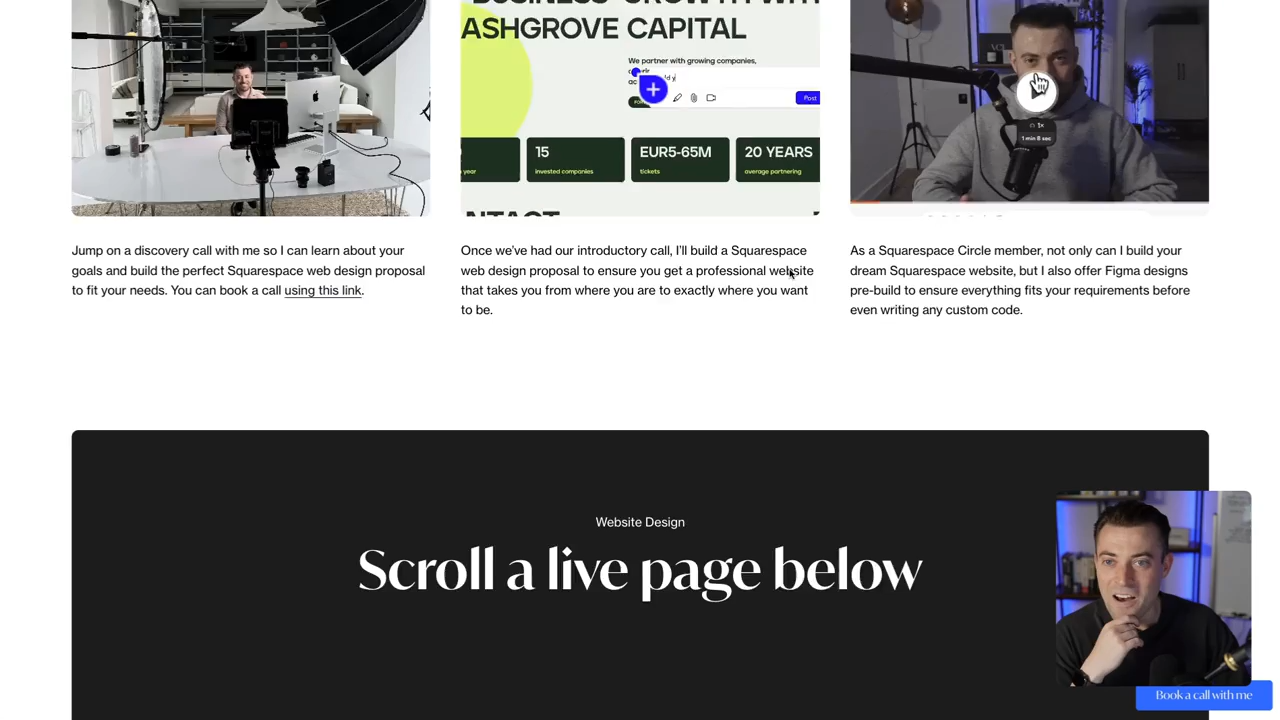 ASHGROVE CAPITAL
We partner with growing companies,
Post
15
invested companies
EUR5-65M
tickets
20 YEARS
average partnering
year
1x
1 min 8 sec
Jump on a discovery call with me so I can learn about your
goals and build the perfect Squarespace web design proposal
to fit your needs. You can book a call using this link.
Once we've had our introductory call, I'll build a Squarespace
web design proposal to ensure you get a professional website
that takes you from where you are to exactly where you want
to be.
As a Squarespace Circle member, not only can I build your
dream Squarespace website, but I also offer Figma designs
pre-build to ensure everything fits your requirements before
even writing any custom code.
Website Design
Scroll a live page below
Book a call with me